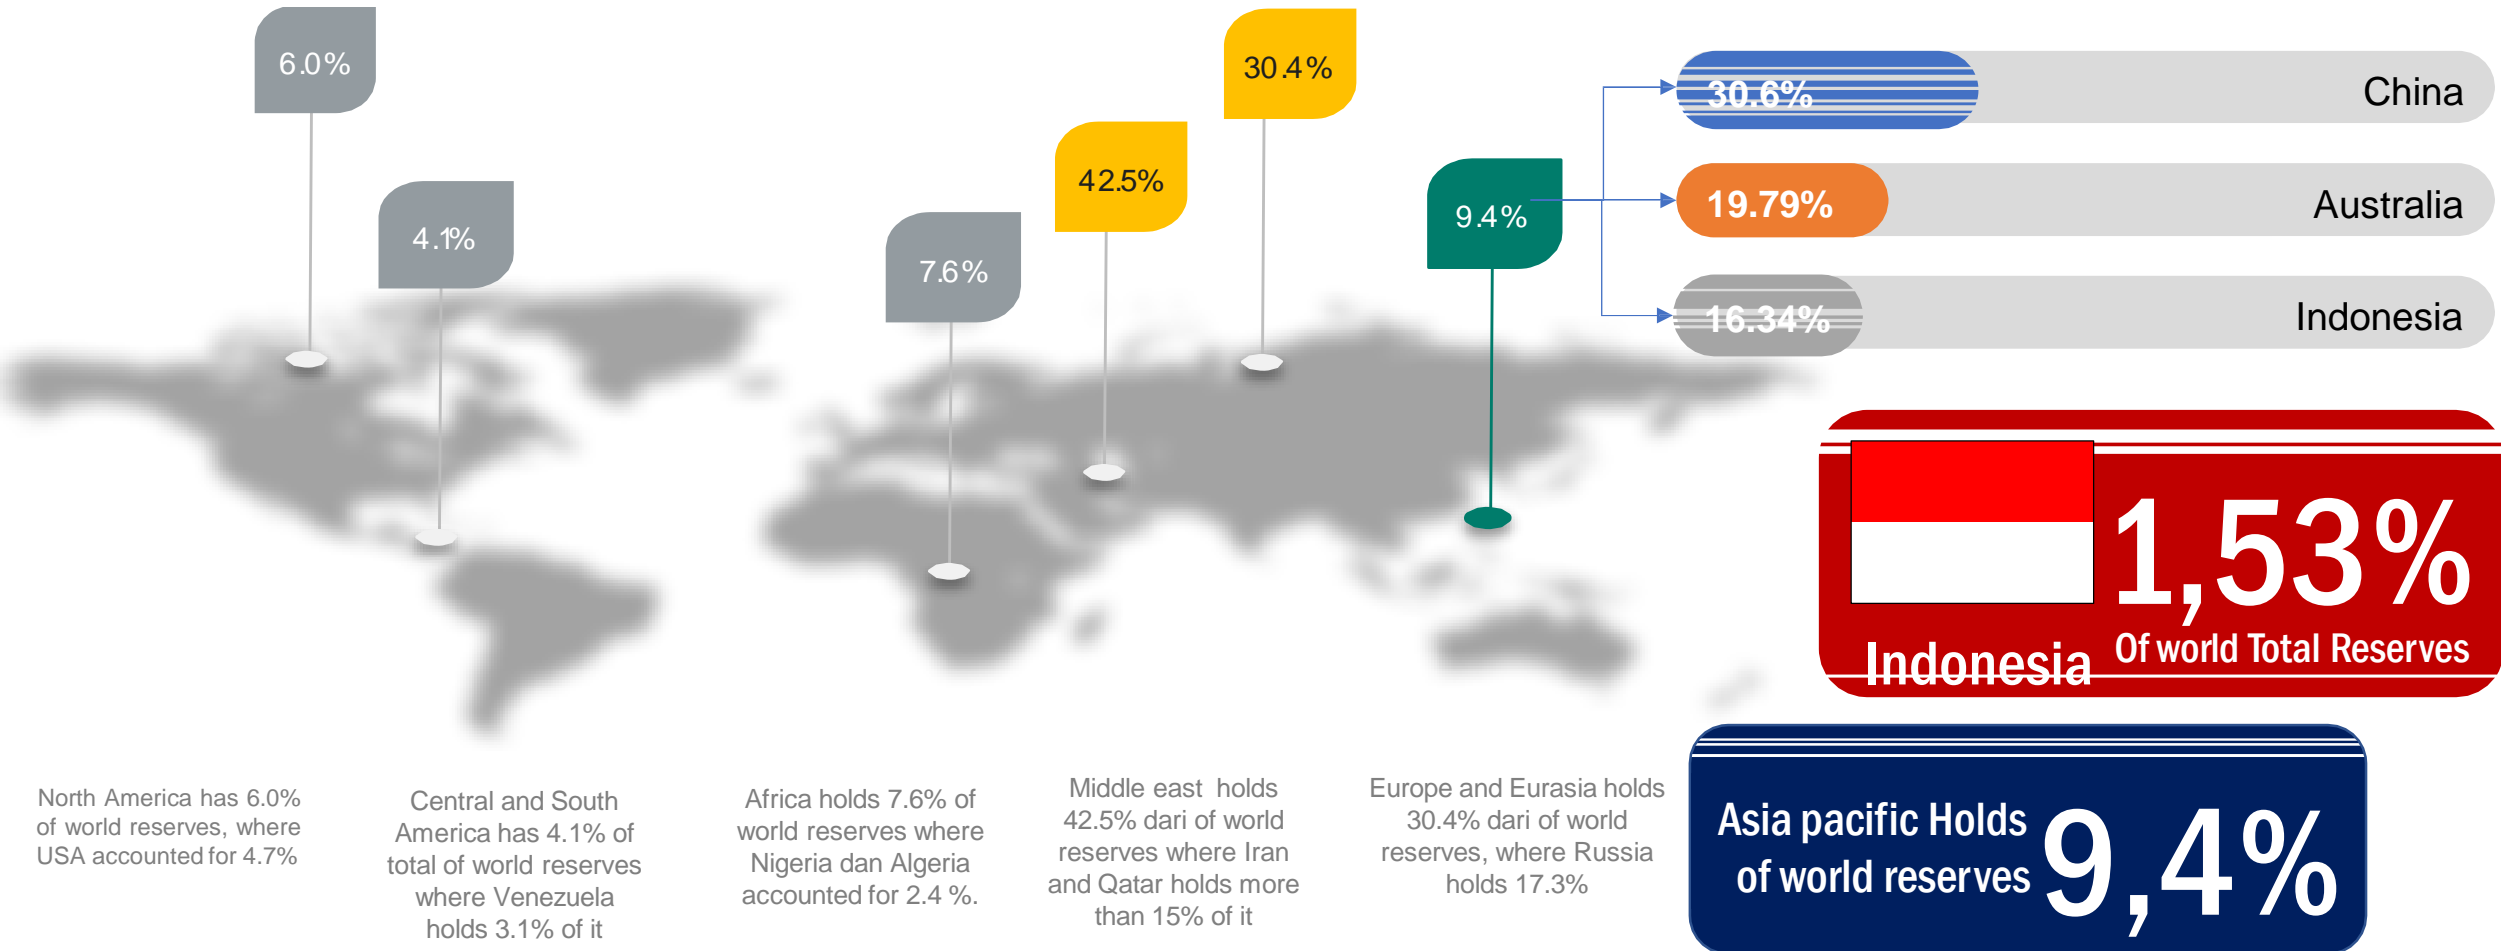 6.0%
4.1%
7.6%
42.5%
30.4%
9.4%
30.6%
China
19.79%
Australia
16.34%
Indonesia
1,53%
Of world Total Reserves
Indonesia
North America has 6.0%
of world reserves, where
USA accounted for 4.7%
Central and South
America has 4.1% of
total of world reserves
where Venezuela
holds 3.1% of it
Africa holds 7.6% of
world reserves where
Nigeria dan Algeria
accounted for 2.4 %.
Middle east holds
42.5% dari of world
reserves where Iran
and Qatar holds more
than 15% of it
Europe and Eurasia holds
30.4% dari of world
reserves, where Russia
holds 17.3%
Asia pacific Holds
of world reserves
9,4%